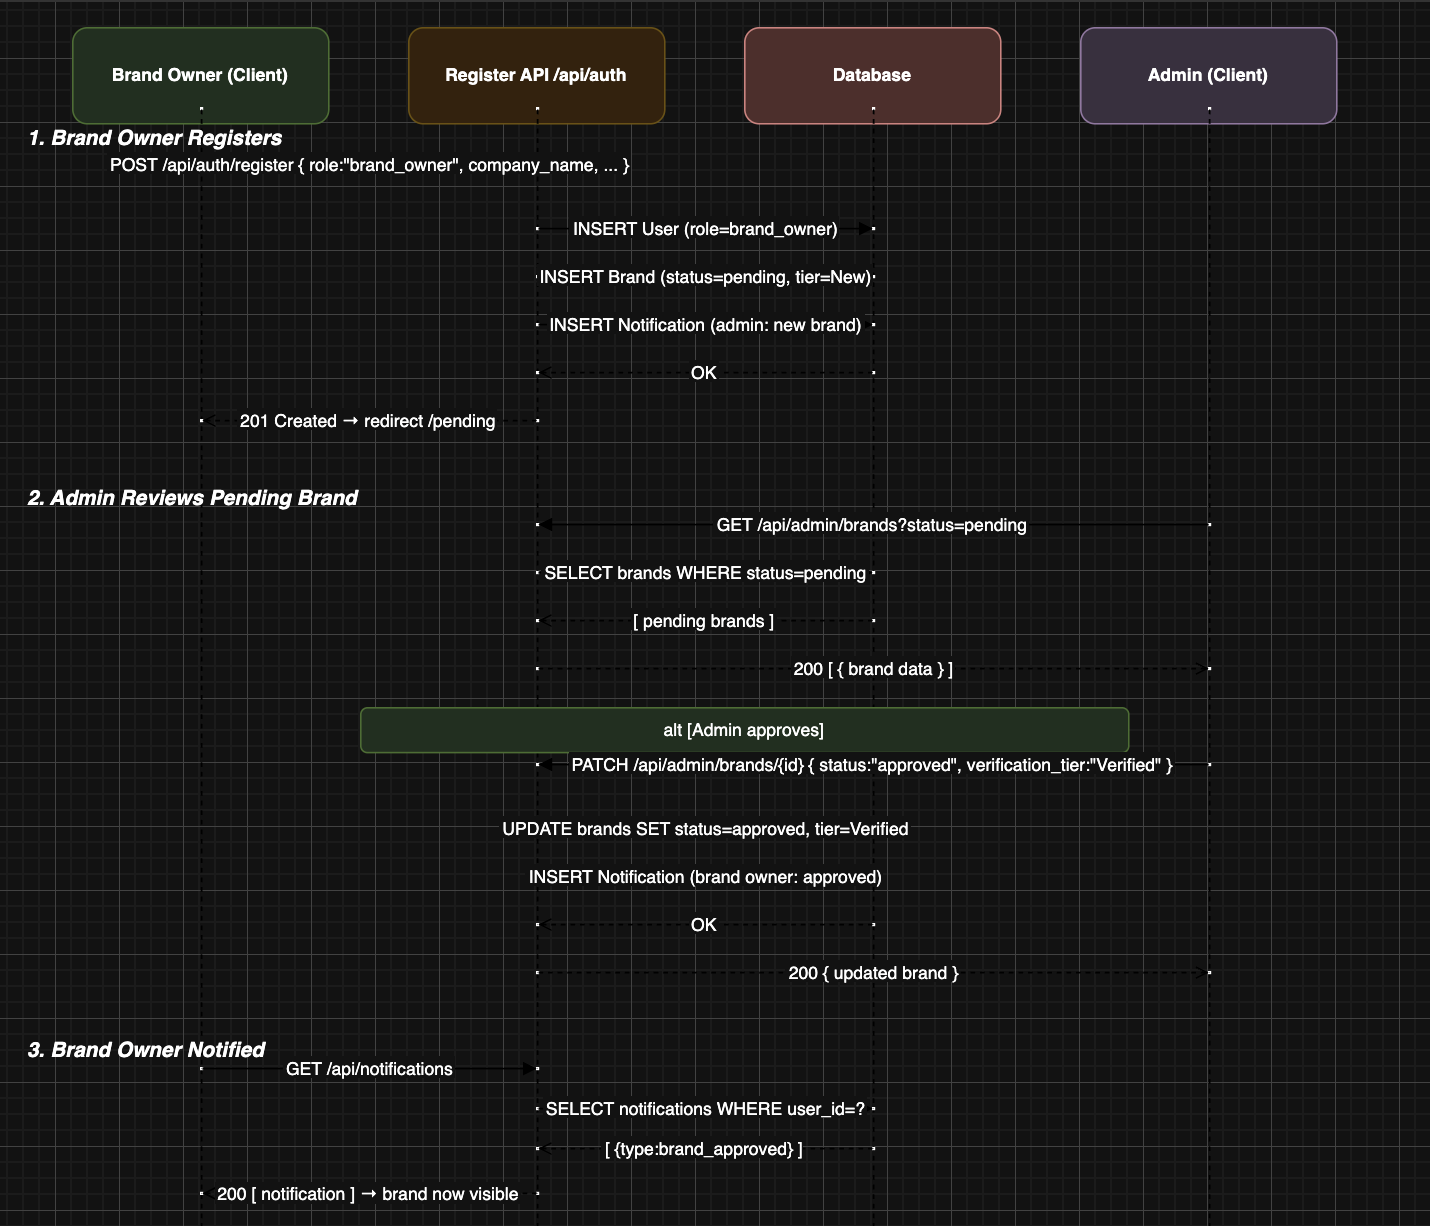 Brand Owner (Client)
Register API /api/auth
Database
Admin (Client)
1. Brand Owner Registers
POST /api/auth/register { role:"brand_owner", company_name, ... }
INSERT User (role=brand_owner)
INSERT Brand (status=pending, tier=New)
INSERT Notification (admin: new brand)
OK
201 Created → redirect /pending
2. Admin Reviews Pending Brand
GET /api/admin/brands?status=pending
SELECT brands WHERE status=pending
[ pending brands ]
200 [ { brand data } ]
alt [Admin approves]
PATCH /api/admin/brands/{id} { status:"approved", verification_tier:"Verified" }
UPDATE brands SET status=approved, tier=Verified
INSERT Notification (brand owner: approved)
OK
200 { updated brand }
3. Brand Owner Notified
GET /api/notifications
SELECT notifications WHERE user_id=?
[ {type:brand_approved} ]
200 [ notification ] → brand now visible